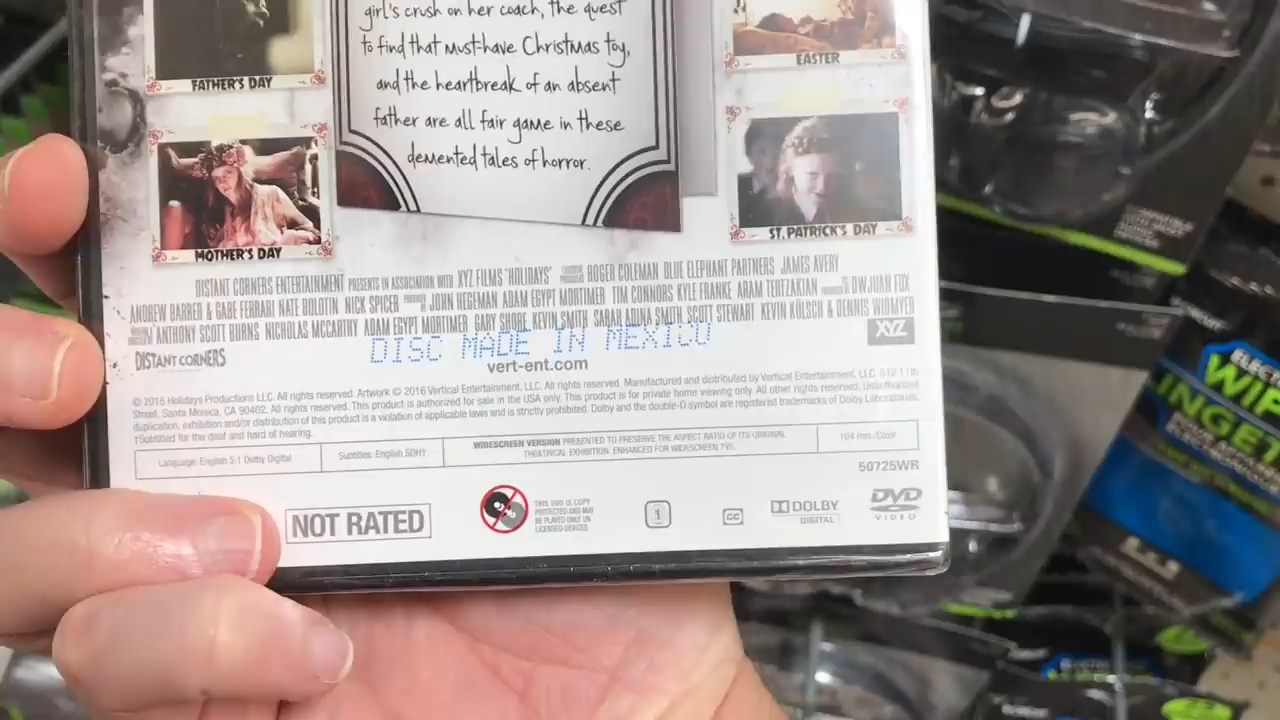 girl's crush on her coach, the quest
to find that must-have Christmas toy,
and the heartbreak of an absent
father are all fair game in these
demented tales of horror.
FATHER'S DAY
MOTHER'S DAY
EASTER
ST. PATRICK'S DAY
DISTANT CORNERS ENTERTAINMENT PRESENTS IN ASSOCIATION WITH XYZ FILMS "HOLIDAYS" ROGER COLEMAN BLUE ELEPHANT PARTNERS JAMES AVERY
ANDREW BARRER & GABE FERRARI NATE BOLOTIN NICK SPICER JOHN HEGEMAN ADAM EGYPT MORTIMER TIM CONNORS KYLE FRANKE ARAM TERTZAKIAN DWJUAN FOX
ANTHONY SCOTT BURNS NICHOLAS MCCARTHY ADAM EGYPT MORTIMER GARY SHORE KEVIN SMITH SARAH ADINA SMITH SCOTT STEWART KEVIN KÖLSCH & DENNIS WIDMYER
DISTANT CORNERS
DISC MADE IN MEXICO
XYZ
vert-ent.com
© 2016 Holidays Productions LLC. All rights reserved. Artwork © 2016 Vertical Entertainment, LLC. All rights reserved. Manufactured and distributed by Vertical Entertainment, LLC. 512 11th
Street, Santa Monica, CA 90402. All rights reserved. This product is authorized for sale in the USA only. This product is for private home viewing only. All other rights reserved. Unauthorized
duplication, exhibition and/or distribution of this product is a violation of applicable laws and is strictly prohibited. Dolby and the double-D symbol are registered trademarks of Dolby Laboratories.
†Subtitled for the deaf and hard of hearing.
Language: English 5.1 Dolby Digital
Subtitles: English SDH†
WIDESCREEN VERSION PRESENTED TO PRESERVE THE ASPECT RATIO OF ITS ORIGINAL
THEATRICAL EXHIBITION. ENHANCED FOR WIDESCREEN TVS.
104 mins./Color
50725WR
NOT RATED
THIS DVD IS COPY
PROTECTED AND MAY
BE PLAYED ONLY ON
LICENSED DEVICES.
1
CC
DOLBY
DIGITAL
DVD
VIDEO